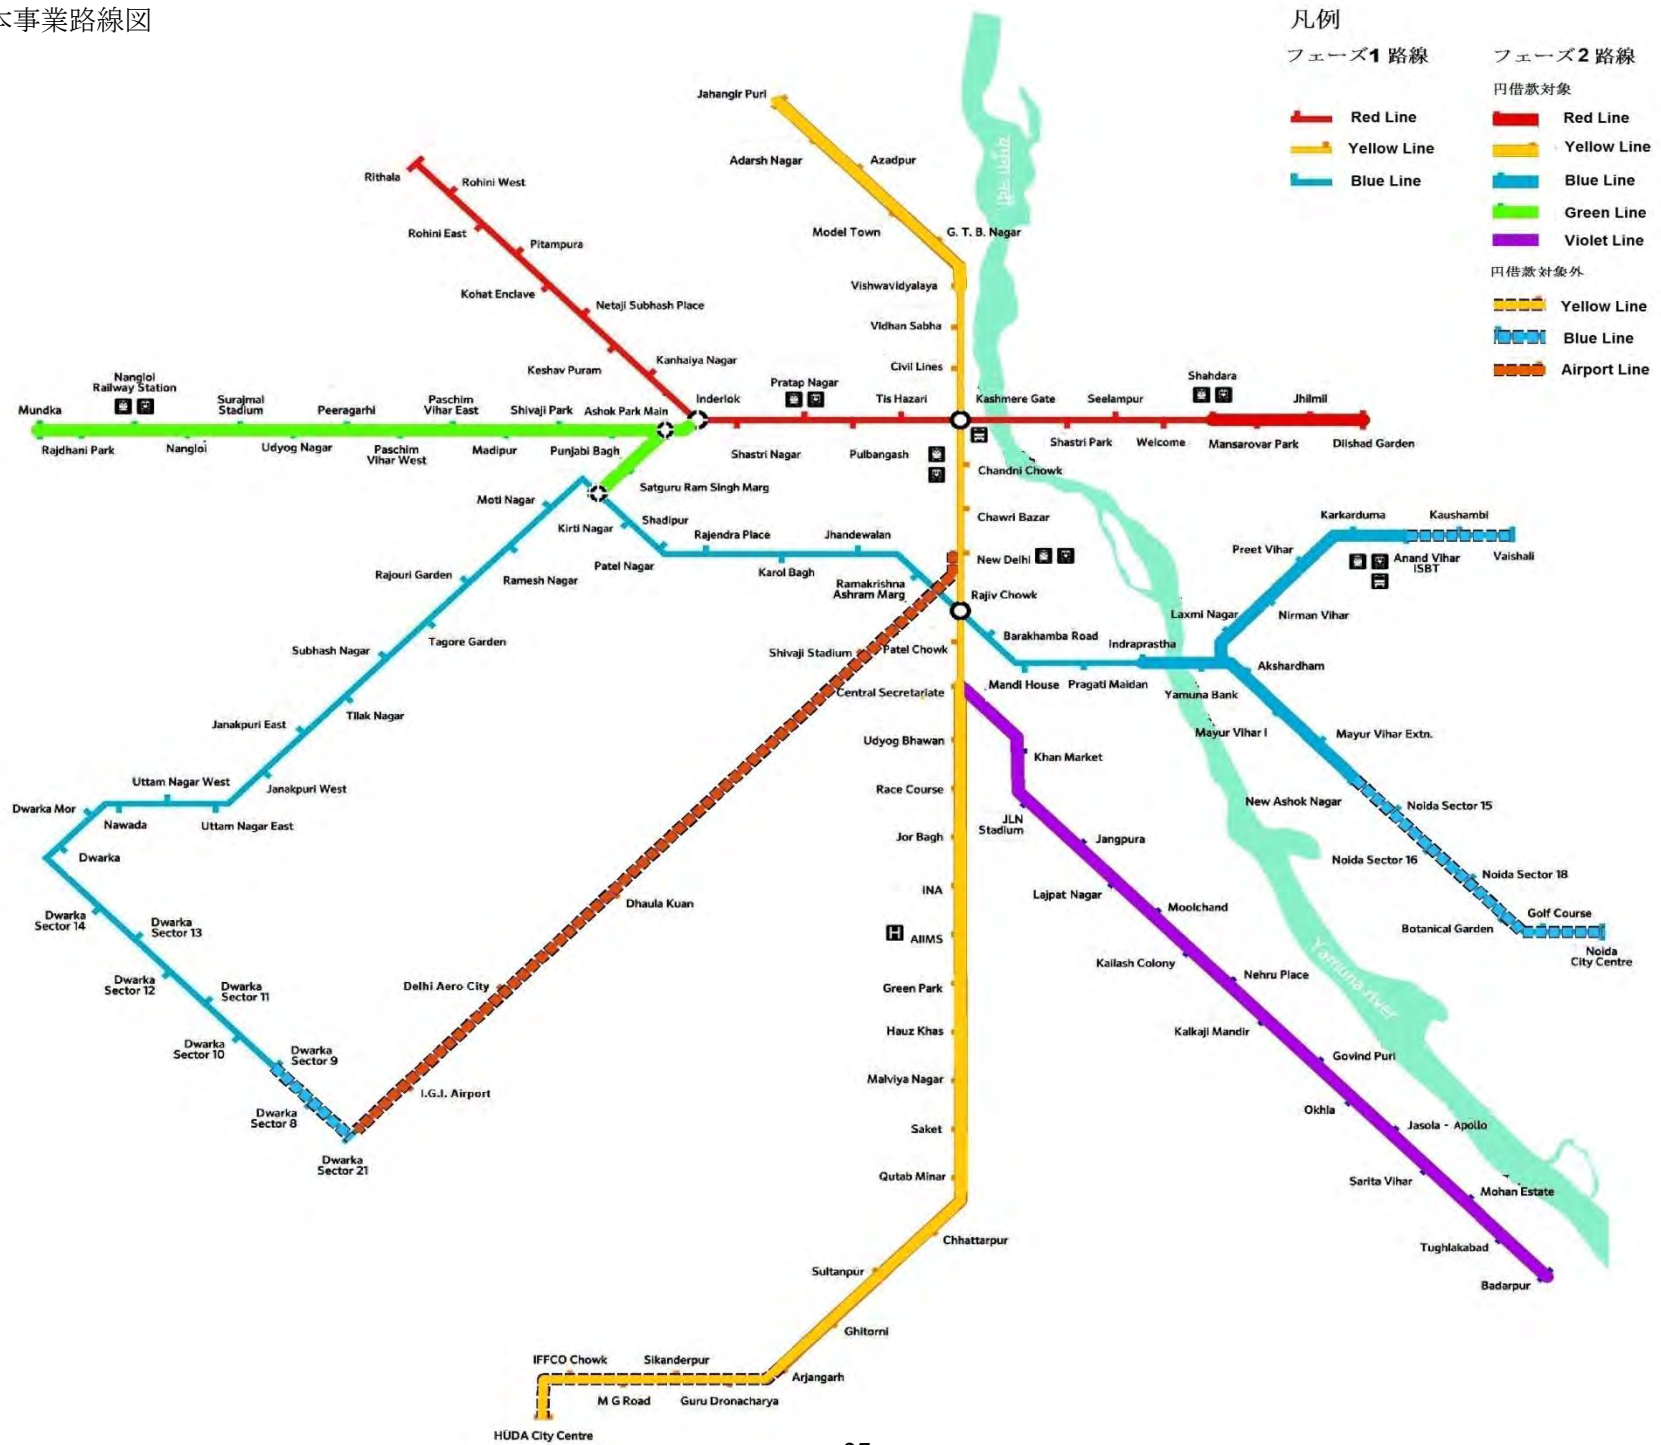 本事業路線図
凡例
フェーズ1 路線
フェーズ2 路線
円借款対象
Red Line
Yellow Line
Blue Line
Red Line
Yellow Line
Blue Line
Green Line
Violet Line
円借款対象外
Yellow Line
Blue Line
Airport Line
Jahangir Puri
Adarsh Nagar
Azadpur
Model Town
G. T. B. Nagar
Vishwavidyalaya
Vidhan Sabha
Civil Lines
Rithala
Rohini West
Rohini East
Pitampura
Kohat Enclave
Netaji Subhash Place
Keshav Puram
Kanhaiya Nagar
Inderlok
Pratap Nagar
Tis Hazari
Kashmere Gate
Seelampur
Shahdara
Jhilmil
Shastri Nagar
Pulbangash
Shastri Park
Welcome
Mansarovar Park
Dilshad Garden
Mundka
Nangloi
Railway Station
Surajmal
Stadium
Peeragarhi
Paschim
Vihar East
Shivaji Park
Ashok Park Main
Rajdhani Park
Nangloi
Udyog Nagar
Paschim
Vihar West
Madipur
Punjabi Bagh
Satguru Ram Singh Marg
Chandni Chowk
Chawri Bazar
New Delhi
Rajiv Chowk
Moti Nagar
Kirti Nagar
Shadipur
Rajendra Place
Jhandewalan
Patel Nagar
Karol Bagh
Ramakrishna
Ashram Marg
Rajouri Garden
Ramesh Nagar
Tagore Garden
Subhash Nagar
Tilak Nagar
Janakpuri East
Janakpuri West
Uttam Nagar West
Uttam Nagar East
Nawada
Dwarka Mor
Dwarka
Dwarka
Sector 14
Dwarka
Sector 13
Dwarka
Sector 12
Dwarka
Sector 11
Dwarka
Sector 10
Dwarka
Sector 9
Dwarka
Sector 8
Dwarka
Sector 21
Karkarduma
Kaushambi
Preet Vihar
Anand Vihar
ISBT
Vaishali
Laxmi Nagar
Nirman Vihar
Barakhamba Road
Indraprastha
Akshardham
Mandi House
Pragati Maidan
Yamuna Bank
Mayur Vihar I
Mayur Vihar Extn.
New Ashok Nagar
Noida Sector 15
Noida Sector 16
Noida Sector 18
Botanical Garden
Golf Course
Noida
City Centre
Shivaji Stadium
Patel Chowk
Central Secretariate
Udyog Bhawan
Race Course
Jor Bagh
INA
H
AIIMS
Green Park
Hauz Khas
Malviya Nagar
Saket
Qutab Minar
Chhattarpur
Sultanpur
Ghitorni
Arjangarh
IFFCO Chowk
Sikanderpur
M G Road
Guru Dronacharya
HUDA City Centre
Dhaula Kuan
Delhi Aero City
I.G.I. Airport
Khan Market
JLN
Stadium
Jangpura
Lajpat Nagar
Moolchand
Kailash Colony
Nehru Place
Kalkaji Mandir
Govind Puri
Okhla
Jasola - Apollo
Sarita Vihar
Mohan Estate
Tughlakabad
Badarpur
Yamuna river